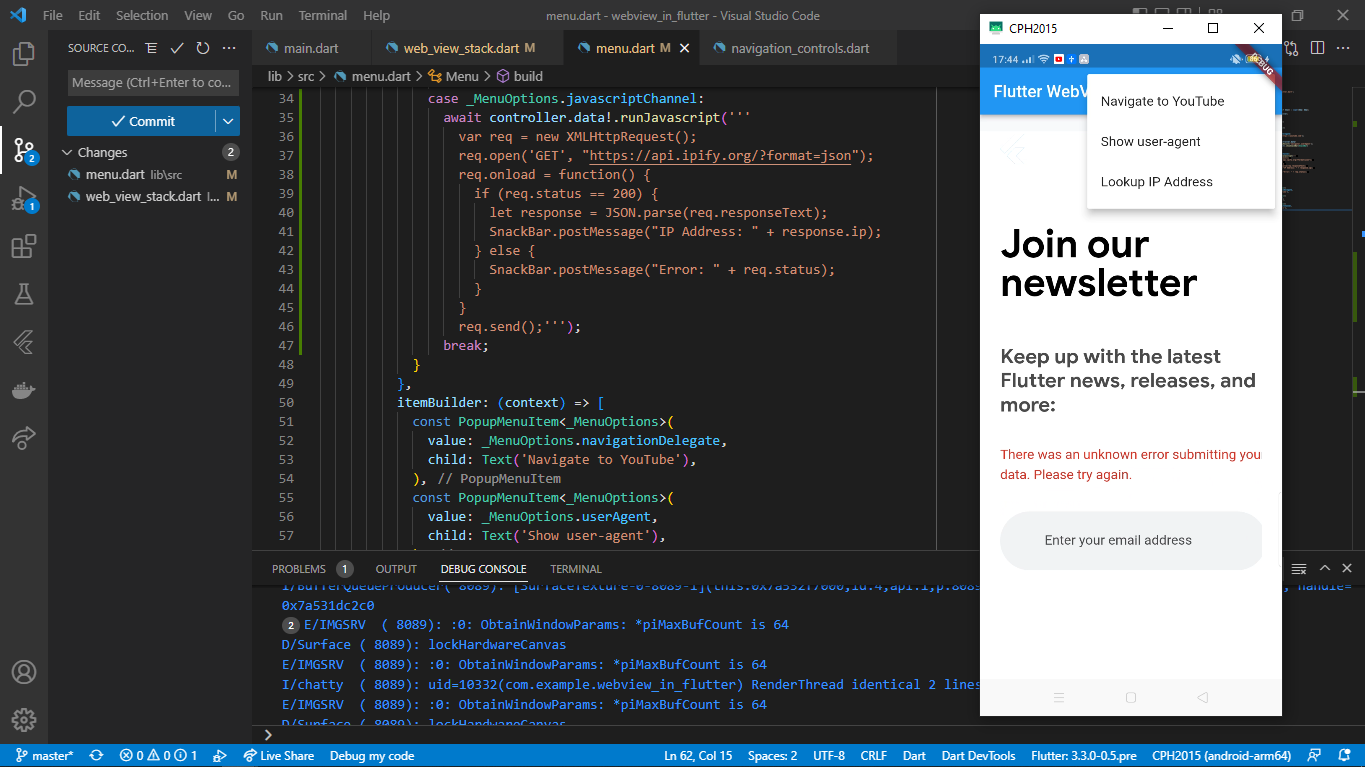 File Edit Selection View Go Run Terminal Help
menu.dart - webview_in_flutter - Visual Studio Code
SOURCE CO...
Message (Ctrl+Enter to co...
Commit
Changes 2
menu.dart lib\src M
web_view_stack.dart l... M
2
1
main.dart
web_view_stack.dart M
menu.dart M
navigation_controls.dart
lib > src > menu.dart > Menu > build
34 case _MenuOptions.javascriptChannel:
35 await controller.data!.runJavascript('''
36 var req = new XMLHttpRequest();
37 req.open('GET', "https://api.ipify.org/?format=json");
38 req.onload = function() {
39 if (req.status == 200) {
40 let response = JSON.parse(req.responseText);
41 SnackBar.postMessage("IP Address: " + response.ip);
42 } else {
43 SnackBar.postMessage("Error: " + req.status);
44 }
45 }
46 req.send();''');
47 break;
48 }
49 },
50 itemBuilder: (context) => [
51 const PopupMenuItem<_MenuOptions>(
52 value: _MenuOptions.navigationDelegate,
53 child: Text('Navigate to YouTube'),
54 ), // PopupMenuItem
55 const PopupMenuItem<_MenuOptions>(
56 value: _MenuOptions.userAgent,
57 child: Text('Show user-agent'),
PROBLEMS 1 OUTPUT DEBUG CONSOLE TERMINAL
I/BufferQueueProducer( 8089): [SurfaceTexture-0-8089-1](this:0x7a532f7000,id:4,api:1,p:8089
handle=
0x7a531dc2c0
2 E/IMGSRV ( 8089): :0: ObtainWindowParams: *piMaxBufCount is 64
D/Surface ( 8089): lockHardwareCanvas
E/IMGSRV ( 8089): :0: ObtainWindowParams: *piMaxBufCount is 64
I/chatty ( 8089): uid=10332(com.example.webview_in_flutter) RenderThread identical 2 lines
E/IMGSRV ( 8089): :0: ObtainWindowParams: *piMaxBufCount is 64
D/Surface ( 8089): lockHardwareCanvas
CPH2015
17:44
DEBUG
Flutter WebV
Navigate to YouTube
Show user-agent
Lookup IP Address
Join our
newsletter
Keep up with the latest
Flutter news, releases, and
more:
There was an unknown error submitting you
data. Please try again.
Enter your email address
master* 0 0 1 Live Share Debug my code Ln 62, Col 15 Spaces: 2 UTF-8 CRLF Dart Dart DevTools Flutter: 3.3.0-0.5.pre CPH2015 (android-arm64)